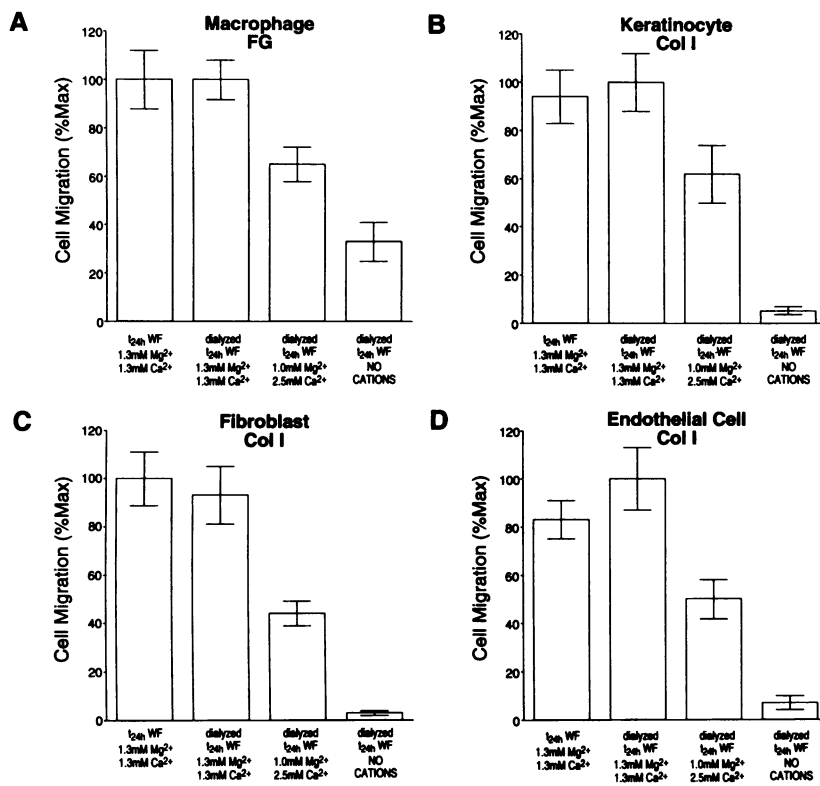 A
Macrophage
FG
Cell Migration (%Max)
120
100
80
60
40
20
0
t24h WF
1.3mM Mg2+
1.3mM Ca2+
dialyzed
t24h WF
1.3mM Mg2+
1.3mM Ca2+
dialyzed
t24h WF
1.0mM Mg2+
2.5mM Ca2+
dialyzed
t24h WF
NO
CATIONS
B
Keratinocyte
Col I
Cell Migration (%Max)
120
100
80
60
40
20
0
t24h WF
1.3mM Mg2+
1.3mM Ca2+
dialyzed
t24h WF
1.3mM Mg2+
1.3mM Ca2+
dialyzed
t24h WF
1.0mM Mg2+
2.5mM Ca2+
dialyzed
t24h WF
NO
CATIONS
C
Fibroblast
Col I
Cell Migration (%Max)
120
100
80
60
40
20
0
t24h WF
1.3mM Mg2+
1.3mM Ca2+
dialyzed
t24h WF
1.3mM Mg2+
1.3mM Ca2+
dialyzed
t24h WF
1.0mM Mg2+
2.5mM Ca2+
dialyzed
t24h WF
NO
CATIONS
D
Endothelial Cell
Col I
Cell Migration (%Max)
120
100
80
60
40
20
0
t24h WF
1.3mM Mg2+
1.3mM Ca2+
dialyzed
t24h WF
1.3mM Mg2+
1.3mM Ca2+
dialyzed
t24h WF
1.0mM Mg2+
2.5mM Ca2+
dialyzed
t24h WF
NO
CATIONS